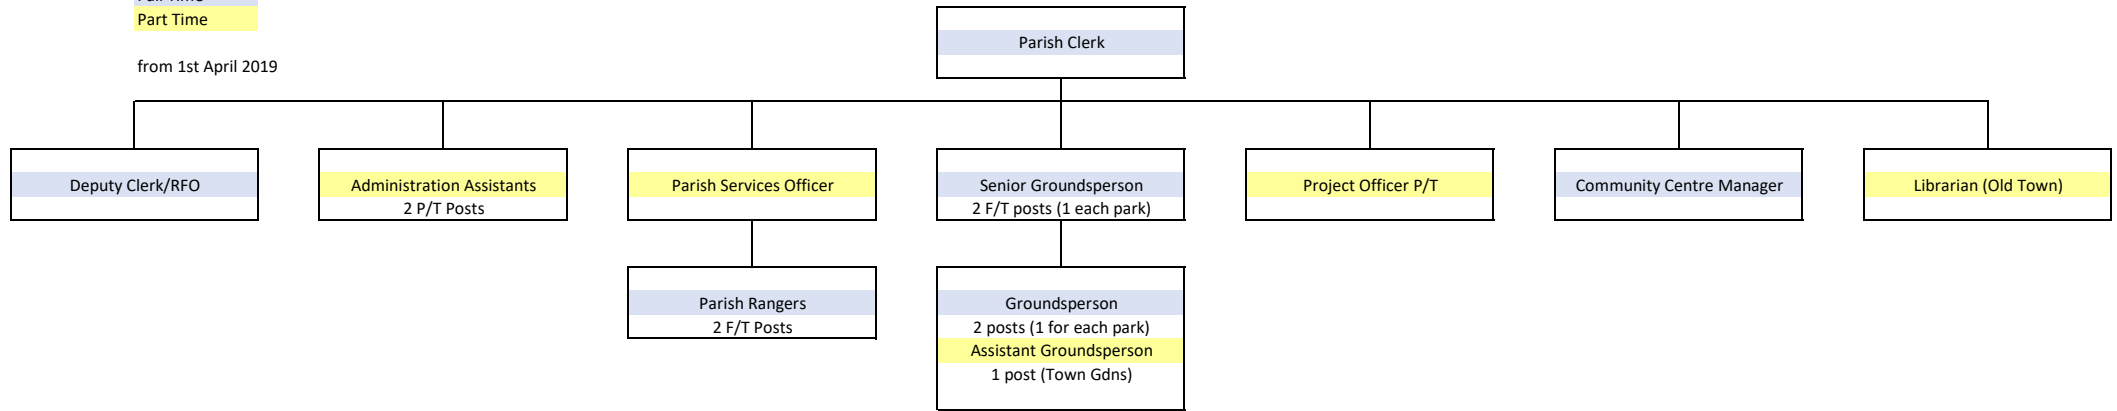 Part Time
from 1st April 2019
Parish Clerk
Deputy Clerk/RFO
Administration Assistants
2 P/T Posts
Parish Services Officer
Senior Groundsperson
2 F/T posts (1 each park)
Project Officer P/T
Community Centre Manager
Librarian (Old Town)
Parish Rangers
2 F/T Posts
Groundsperson
2 posts (1 for each park)
Assistant Groundsperson
1 post (Town Gdns)